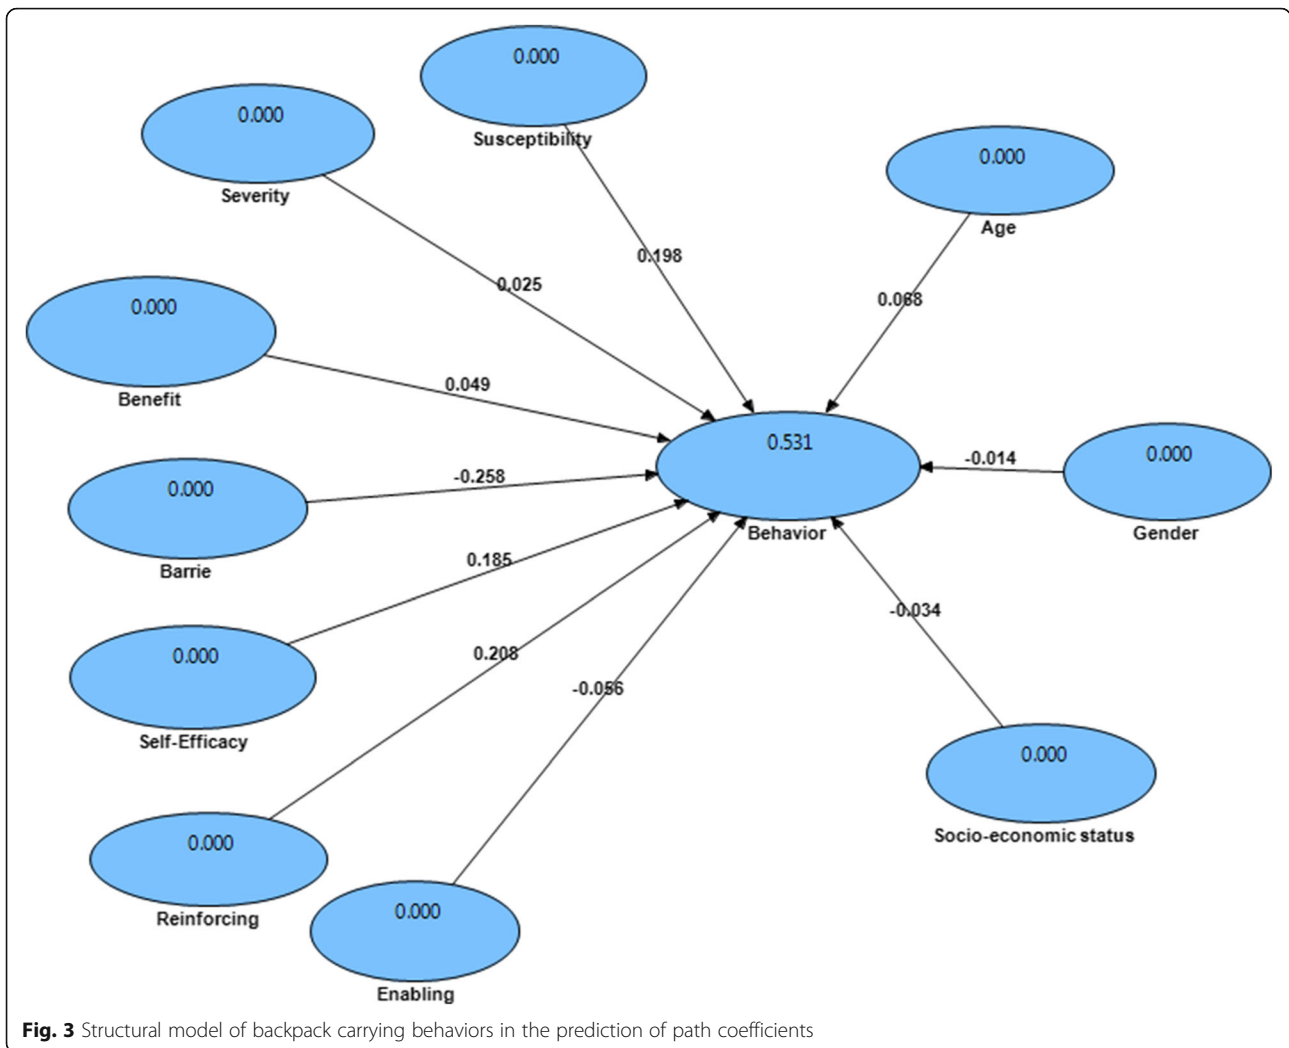 0.000
Susceptibility
0.000
Severity
0.000
Age
0.198
0.025
0.068
0.000
Benefit
0.049
0.531
Behavior
0.000
Gender
-0.014
0.000
Barrie
-0.258
0.185
0.000
Self-Efficacy
0.208
-0.056
-0.034
0.000
Socio-economic status
0.000
Reinforcing
0.000
Enabling
Fig. 3 Structural model of backpack carrying behaviors in the prediction of path coefficients